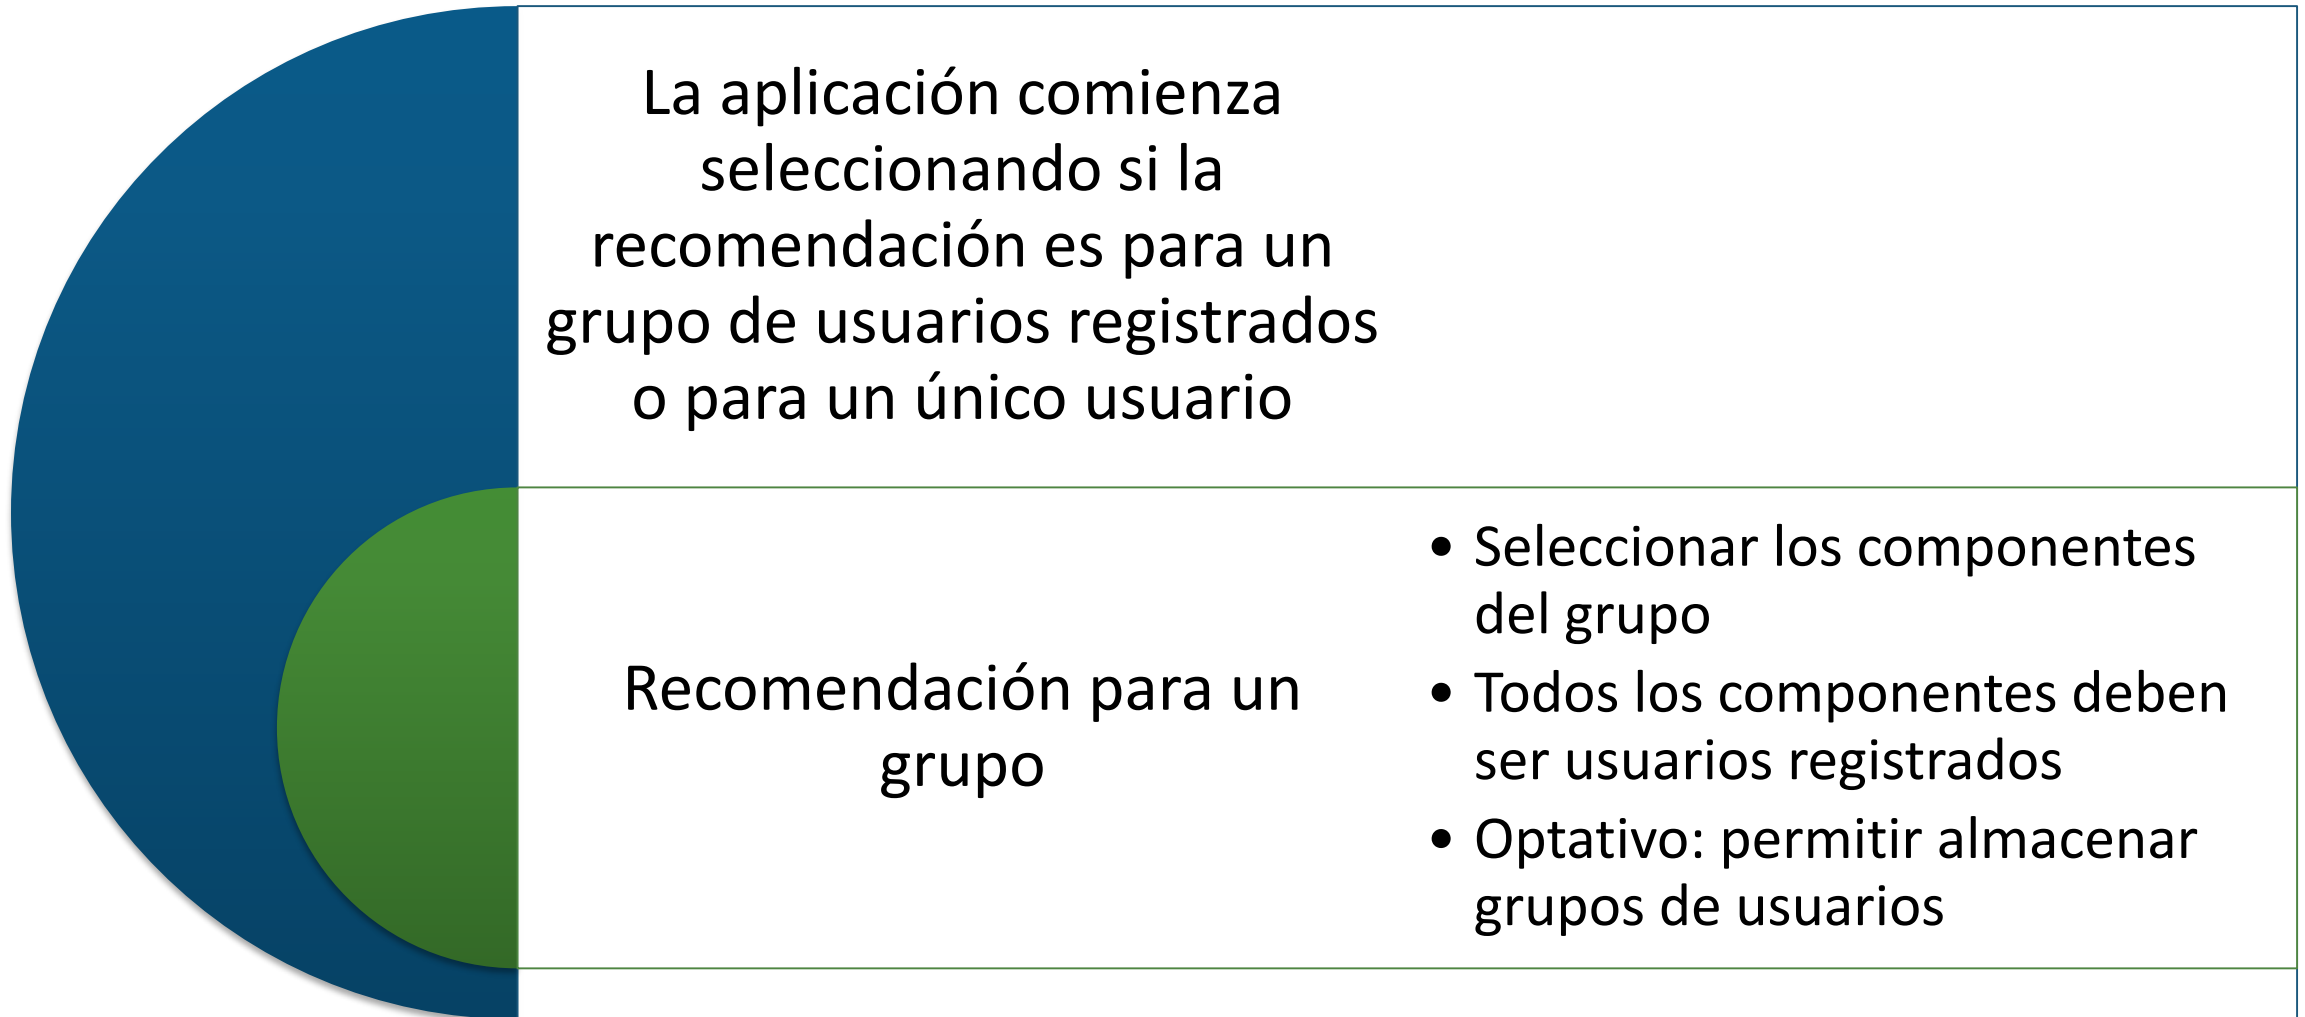 La aplicación comienza
seleccionando si la
recomendación es para un
grupo de usuarios registrados
o para un único usuario
Recomendación para un
grupo
• Seleccionar los componentes
del grupo
• Todos los componentes deben
ser usuarios registrados
• Optativo: permitir almacenar
grupos de usuarios